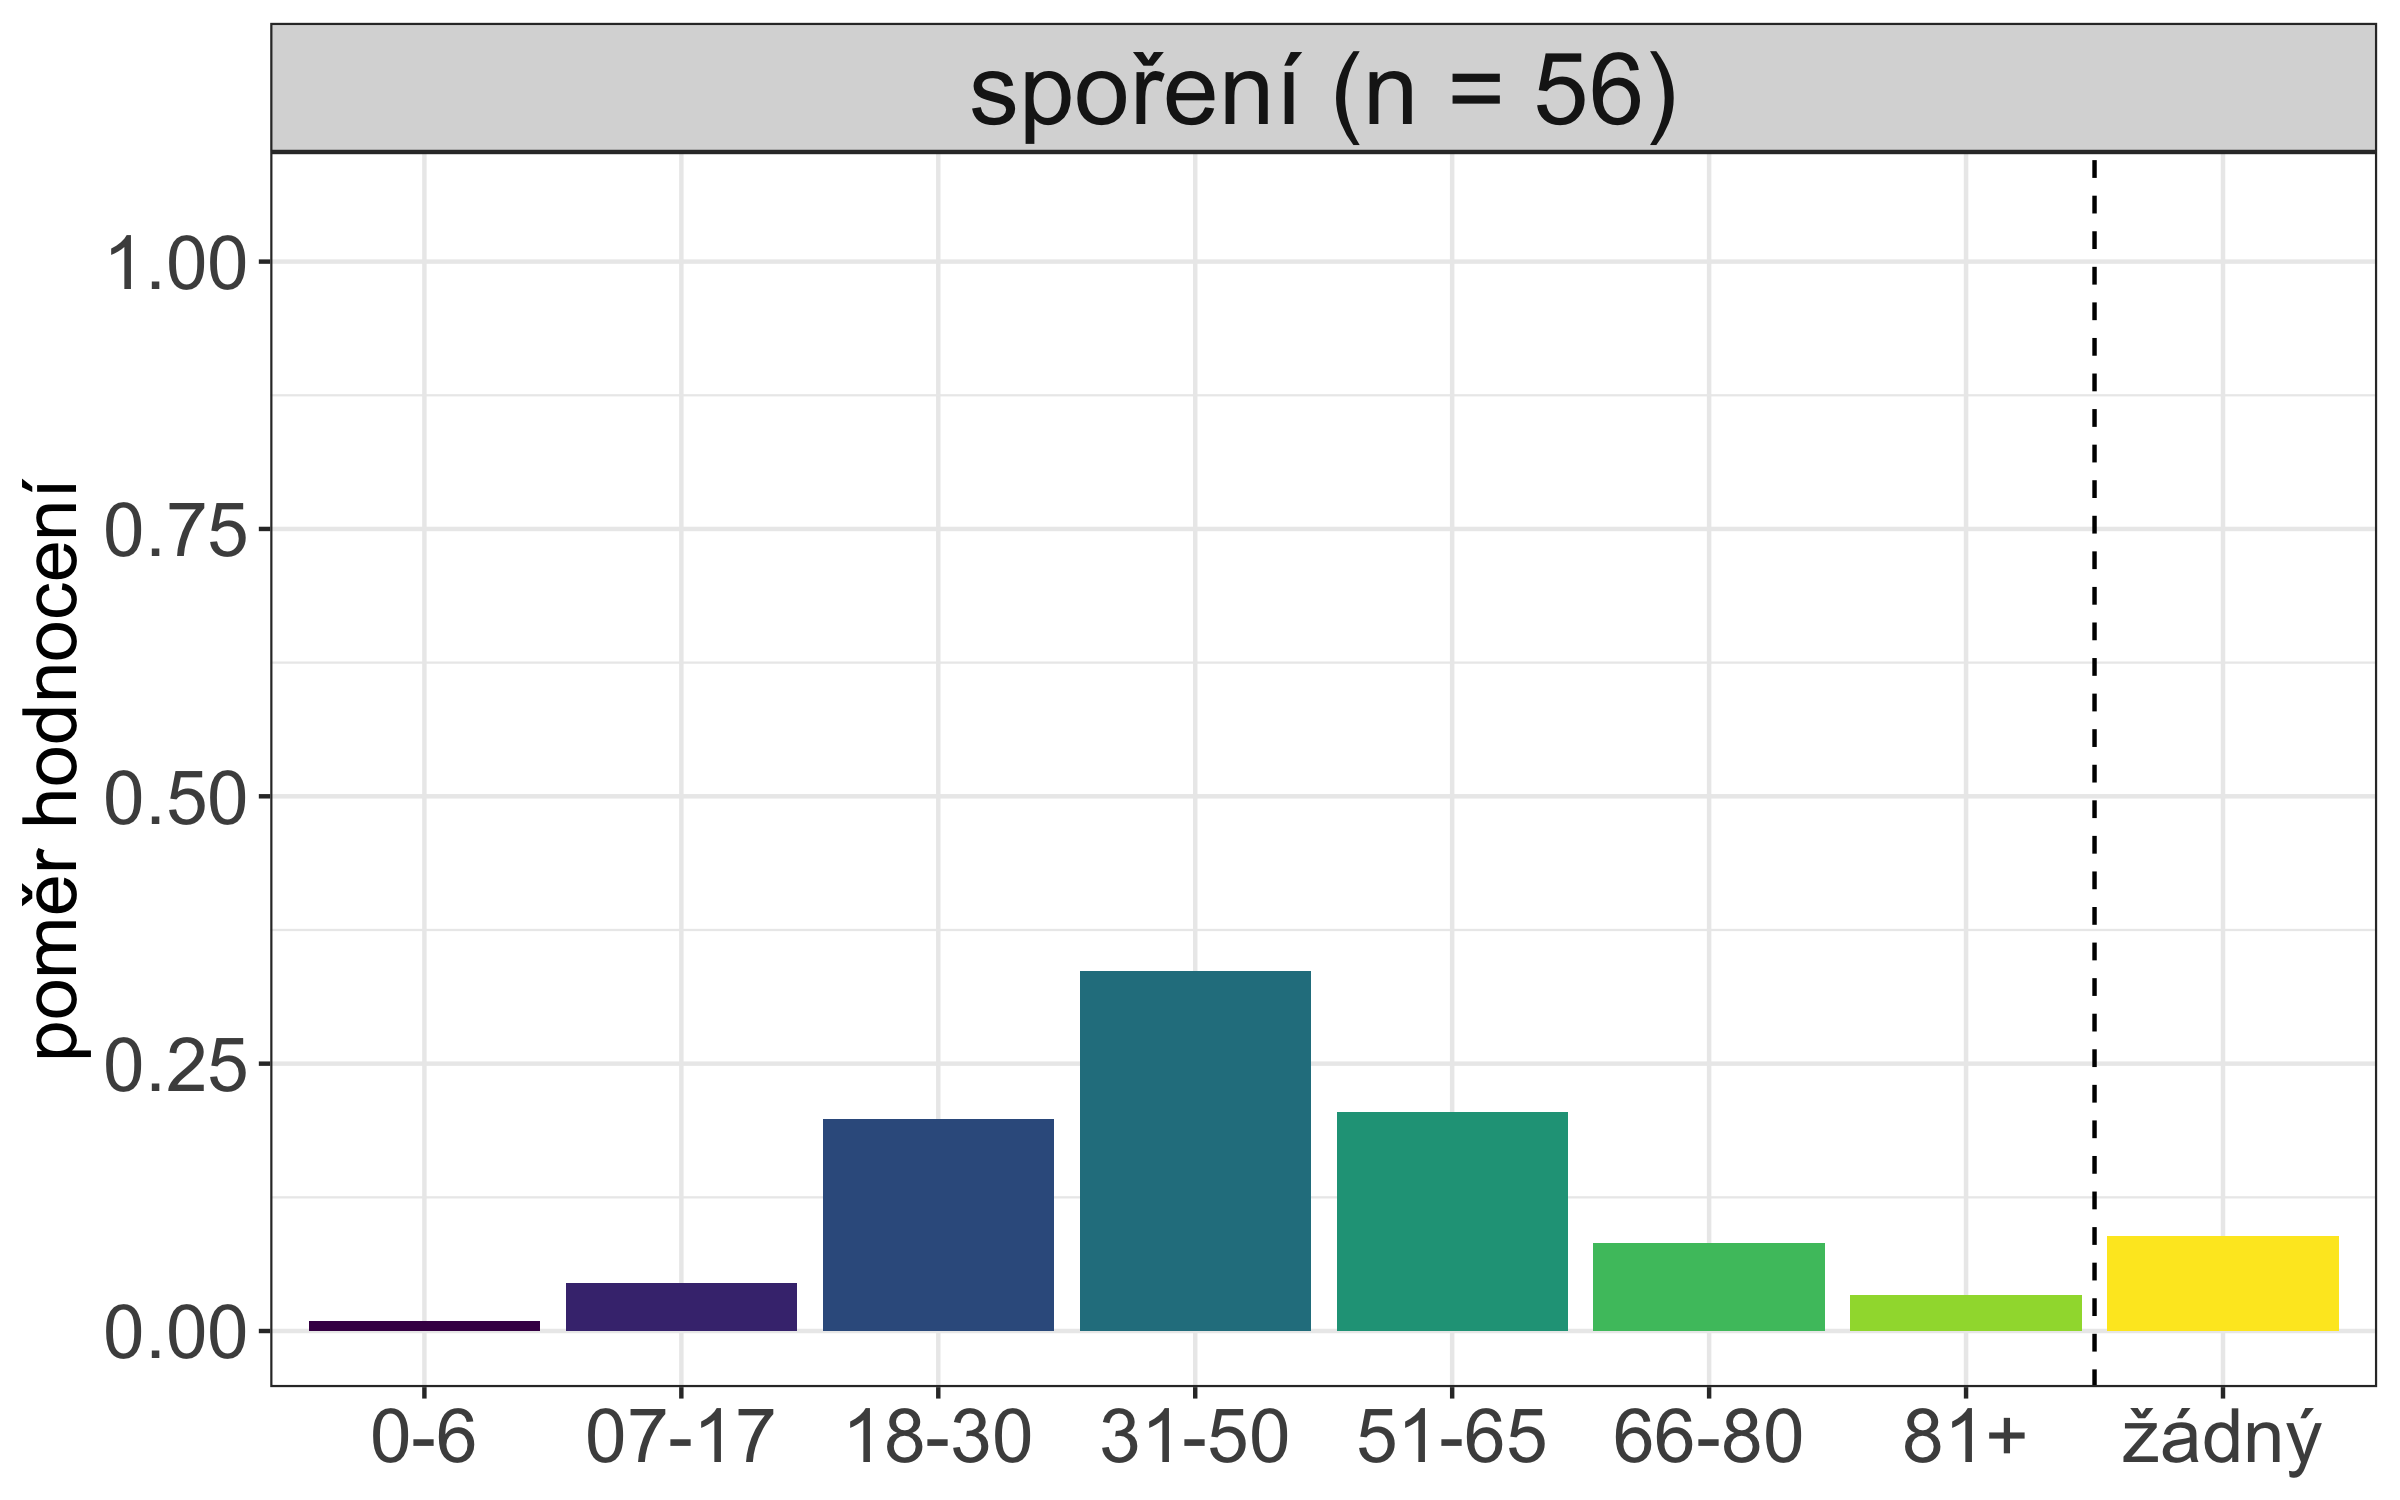 spoření (n = 56)
poměr hodnocení
1.00
0.75
0.50
0.25
0.00
0-6 07-17 18-30 31-50 51-65 66-80 81+ žádný